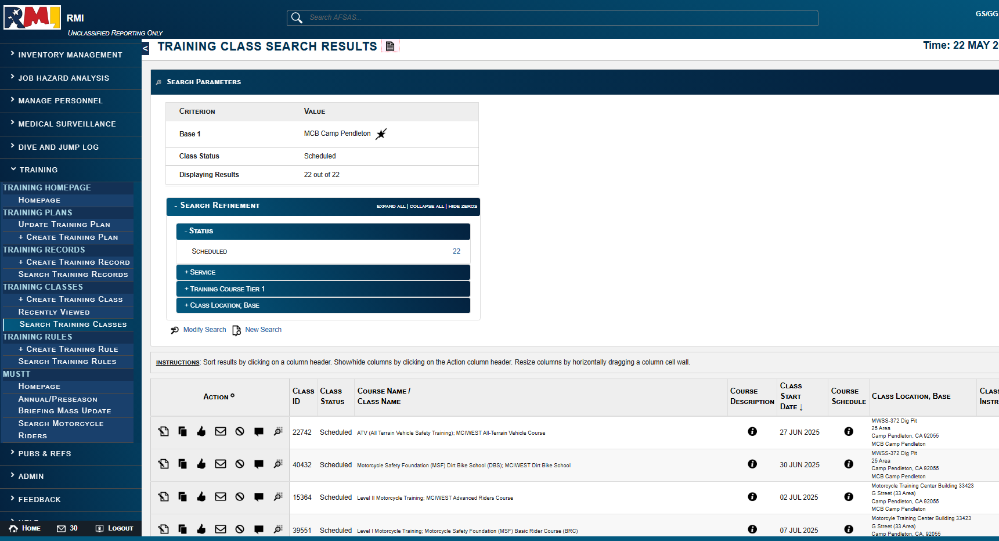 RMI
RMI
UNCLASSIFIED REPORTING ONLY
Search AFSAS...
GS/GG
INVENTORY MANAGEMENT
JOB HAZARD ANALYSIS
MANAGE PERSONNEL
MEDICAL SURVEILLANCE
DIVE AND JUMP LOG
TRAINING
TRAINING HOMEPAGE
HOMEPAGE
TRAINING PLANS
UPDATE TRAINING PLAN
+ CREATE TRAINING PLAN
TRAINING RECORDS
+ CREATE TRAINING RECORD
SEARCH TRAINING RECORDS
TRAINING CLASSES
+ CREATE TRAINING CLASS
RECENTLY VIEWED
SEARCH TRAINING CLASSES
TRAINING RULES
+ CREATE TRAINING RULE
SEARCH TRAINING RULES
MUSTT
HOMEPAGE
ANNUAL/PRESEASON
BRIEFING MASS UPDATE
SEARCH MOTORCYCLE
RIDERS
PUBS & REFS
ADMIN
FEEDBACK
HOME 30 LOGOUT
< TRAINING CLASS SEARCH RESULTS
Time: 22 MAY 2
SEARCH PARAMETERS
CRITERION VALUE
Base 1 MCB Camp Pendleton
Class Status Scheduled
Displaying Results 22 out of 22
- SEARCH REFINEMENT EXPAND ALL | COLLAPSE ALL | HIDE ZEROS
- STATUS
SCHEDULED 22
+ SERVICE
+ TRAINING COURSE TIER 1
+ CLASS LOCATION; BASE
Modify Search New Search
INSTRUCTIONS: Sort results by clicking on a column header. Show/hide columns by clicking on the Action column header. Resize columns by horizontally dragging a column cell wall.
ACTION
CLASS
ID
CLASS
STATUS
COURSE NAME /
CLASS NAME
COURSE
DESCRIPTION
CLASS
START
DATE ↓
COURSE
SCHEDULE
CLASS LOCATION, BASE
CLASS
INSTR
22742 Scheduled ATV (All Terrain Vehicle Safety Training); MCIWEST All-Terrain Vehicle Course 27 JUN 2025
MWSS-372 Dig Pit
25 Area
Camp Pendleton, CA 92055
MCB Camp Pendleton
40432 Scheduled Motorcycle Safety Foundation (MSF) Dirt Bike School (DBS); MCIWEST Dirt Bike School 30 JUN 2025
MWSS-372 Dig Pit
25 Area
Camp Pendleton, CA 92055
MCB Camp Pendleton
15364 Scheduled Level II Motorcycle Training; MCIWEST Advanced Riders Course 02 JUL 2025
Motorcycle Training Center Building 33423
G Street (33 Area)
Camp Pendleton, CA 92055
MCB Camp Pendleton
39551 Scheduled Level I Motorcycle Training; Motorcycle Safety Foundation (MSF) Basic Rider Course (BRC) 07 JUL 2025
Motorcyle Training Center Building 33423
G Street (33 Area)
Camp Pendleton, CA, 92055